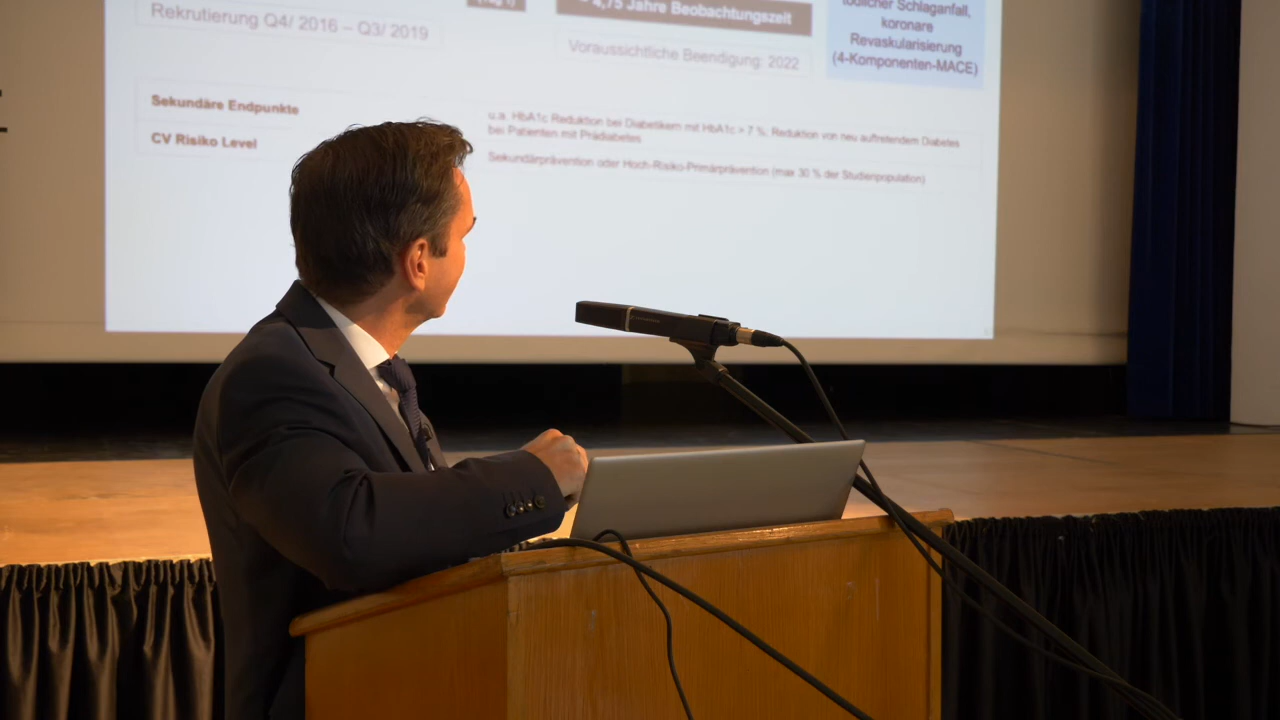 Rekrutierung Q4/ 2016 – Q3/ 2019
(Tag 1)
~ 4,75 Jahre Beobachtungszeit
Voraussichtliche Beendigung: 2022
tödlicher Schlaganfall,
koronare
Revaskularisierung
(4-Komponenten-MACE)
Sekundäre Endpunkte
u.a. HbA1c Reduktion bei Diabetikern mit HbA1c > 7 %; Reduktion von neu auftretendem Diabetes
bei Patienten mit Prädiabetes
CV Risiko Level
Sekundärprävention oder Hoch-Risiko-Primärprävention (max 30 % der Studienpopulation)